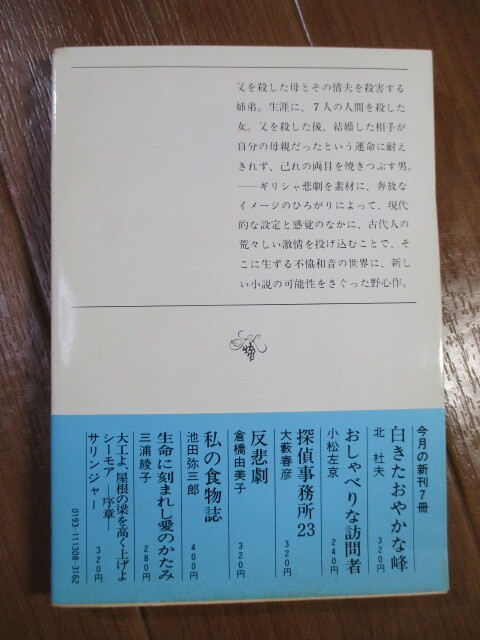 父を殺した母とその情夫を殺害する
姉弟。生涯に、7人の人間を殺した
女。父を殺した後、結婚した相手が
自分の母親だったという運命に耐え
きれず、己れの両目を焼きつぶす男。
──ギリシャ悲劇を素材に、奔放な
イメージのひろがりによって、現代
的な設定と感覚のなかに、古代人の
荒々しい激情を投げ込むことで、そ
こに生ずる不協和音の世界に、新し
い小説の可能性をさぐった野心作。
今月の新刊7冊
白きたおやかな峰
北 杜夫 320円
おしゃべりな訪問者
小松左京 240円
探偵事務所23
大藪春彦 320円
反悲劇
倉橋由美子 320円
私の食物誌
池田弥三郎 400円
生命に刻まれし愛のかたみ
三浦綾子 280円
大工よ、屋根の梁を高く上げよ
シーモア─序章─
サリンジャー 320円
0193-111308-3162